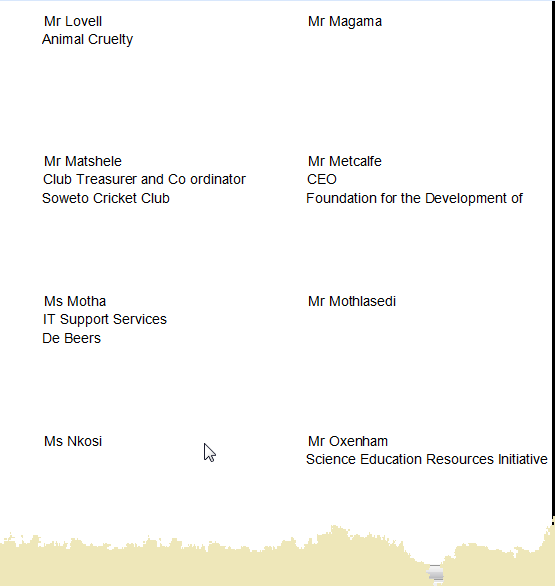 Mr Lovell
Animal Cruelty
Mr Magama
Mr Matshele
Club Treasurer and Co ordinator
Soweto Cricket Club
Mr Metcalfe
CEO
Foundation for the Development of
Ms Motha
IT Support Services
De Beers
Mr Mothlasedi
Ms Nkosi
Mr Oxenham
Science Education Resources Initiative